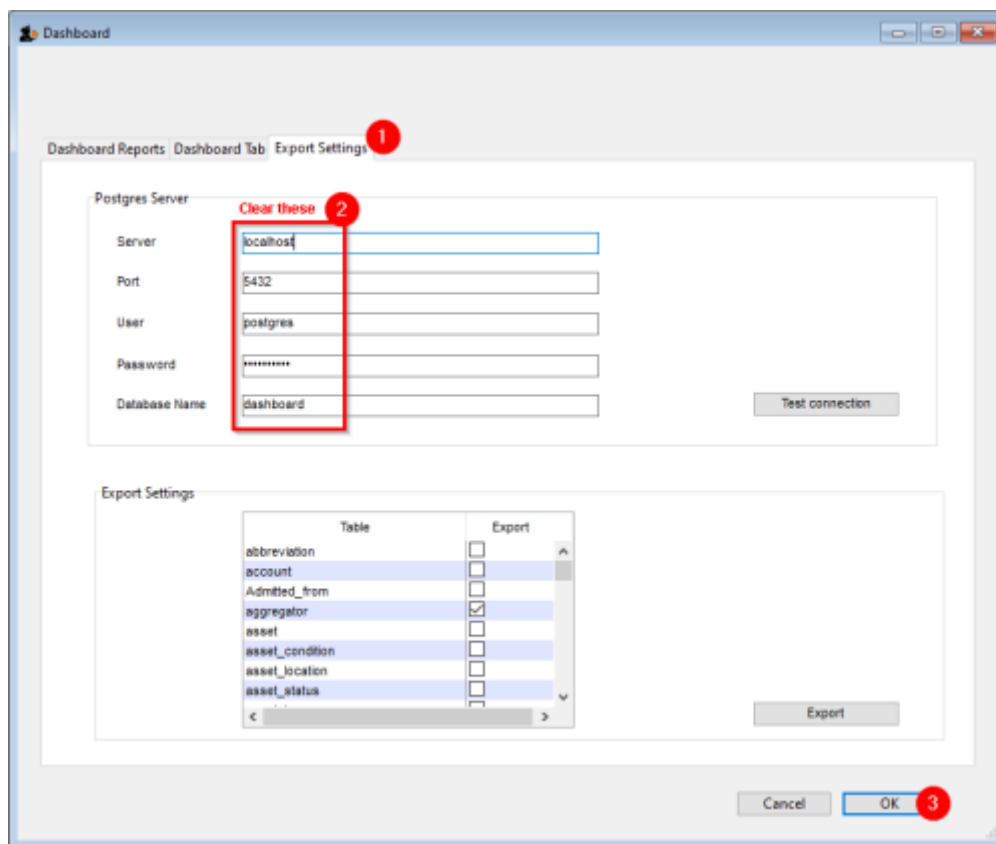 Dashboard
Dashboard Reports Dashboard Tab Export Settings 1
Postgres Server
Clear these 2
Server localhost
Port 5432
User postgres
Password ••••••••••
Database Name dashboard Test connection
Export Settings
Table Export
abbreviation
account
Admitted_from
aggregator
asset
asset_condition
asset_location
asset_status
Export
Cancel OK 3